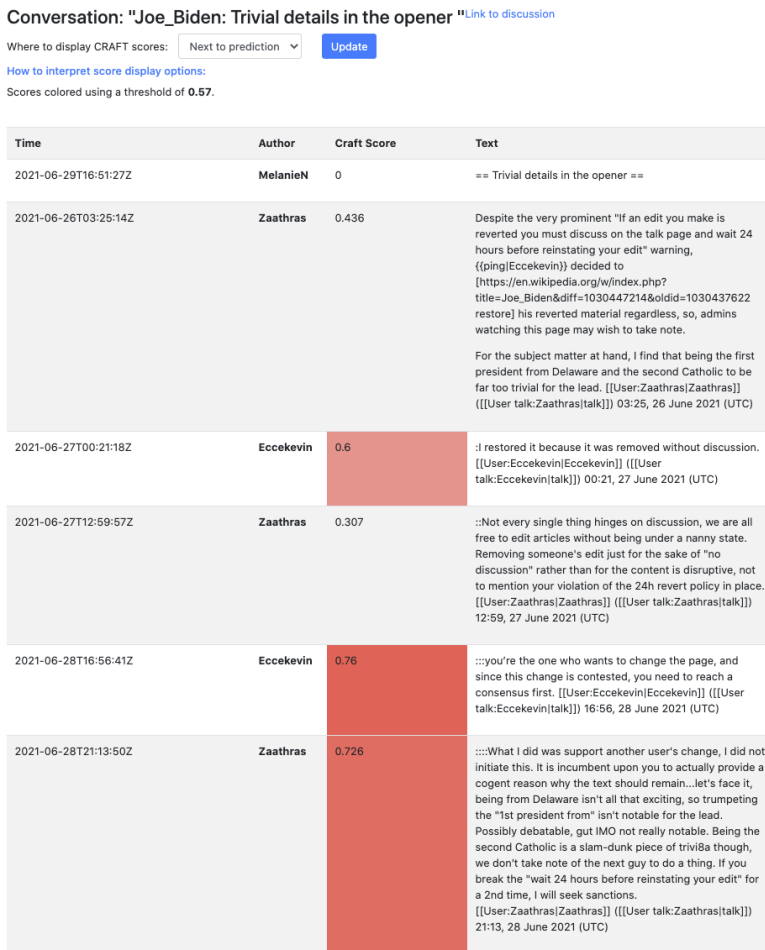 Conversation: "Joe_Biden: Trivial details in the opener "Link to discussion
Where to display CRAFT scores: Next to prediction Update
How to interpret score display options:
Scores colored using a threshold of 0.57.
Time Author Craft Score Text
2021-06-29T16:51:27Z MelanieN 0 == Trivial details in the opener ==
2021-06-26T03:25:14Z Zaathras 0.436 Despite the very prominent "If an edit you make is
reverted you must discuss on the talk page and wait 24
hours before reinstating your edit" warning,
{{ping|Eccekevin}} decided to
[https://en.wikipedia.org/w/index.php?
title=Joe_Biden&diff=1030447214&oldid=1030437622
restore] his reverted material regardless, so, admins
watching this page may wish to take note.
For the subject matter at hand, I find that being the first
president from Delaware and the second Catholic to be
far too trivial for the lead. [[User:Zaathras|Zaathras]]
([[User talk:Zaathras|talk]]) 03:25, 26 June 2021 (UTC)
2021-06-27T00:21:18Z Eccekevin 0.6 :I restored it because it was removed without discussion.
[[User:Eccekevin|Eccekevin]] ([[User
talk:Eccekevin|talk]]) 00:21, 27 June 2021 (UTC)
2021-06-27T12:59:57Z Zaathras 0.307 ::Not every single thing hinges on discussion, we are all
free to edit articles without being under a nanny state.
Removing someone's edit just for the sake of "no
discussion" rather than for the content is disruptive, not
to mention your violation of the 24h revert policy in place.
[[User:Zaathras|Zaathras]] ([[User talk:Zaathras|talk]])
12:59, 27 June 2021 (UTC)
2021-06-28T16:56:41Z Eccekevin 0.76 :::you're the one who wants to change the page, and
since this change is contested, you need to reach a
consensus first. [[User:Eccekevin|Eccekevin]] ([[User
talk:Eccekevin|talk]]) 16:56, 28 June 2021 (UTC)
2021-06-28T21:13:50Z Zaathras 0.726 ::::What I did was support another user's change, I did not
initiate this. It is incumbent upon you to actually provide a
cogent reason why the text should remain...let's face it,
being from Delaware isn't all that exciting, so trumpeting
the "1st president from" isn't notable for the lead.
Possibly debatable, gut IMO not really notable. Being the
second Catholic is a slam-dunk piece of trivi8a though,
we don't take note of the next guy to do a thing. If you
break the "wait 24 hours before reinstating your edit" for
a 2nd time, I will seek sanctions.
[[User:Zaathras|Zaathras]] ([[User talk:Zaathras|talk]])
21:13, 28 June 2021 (UTC)